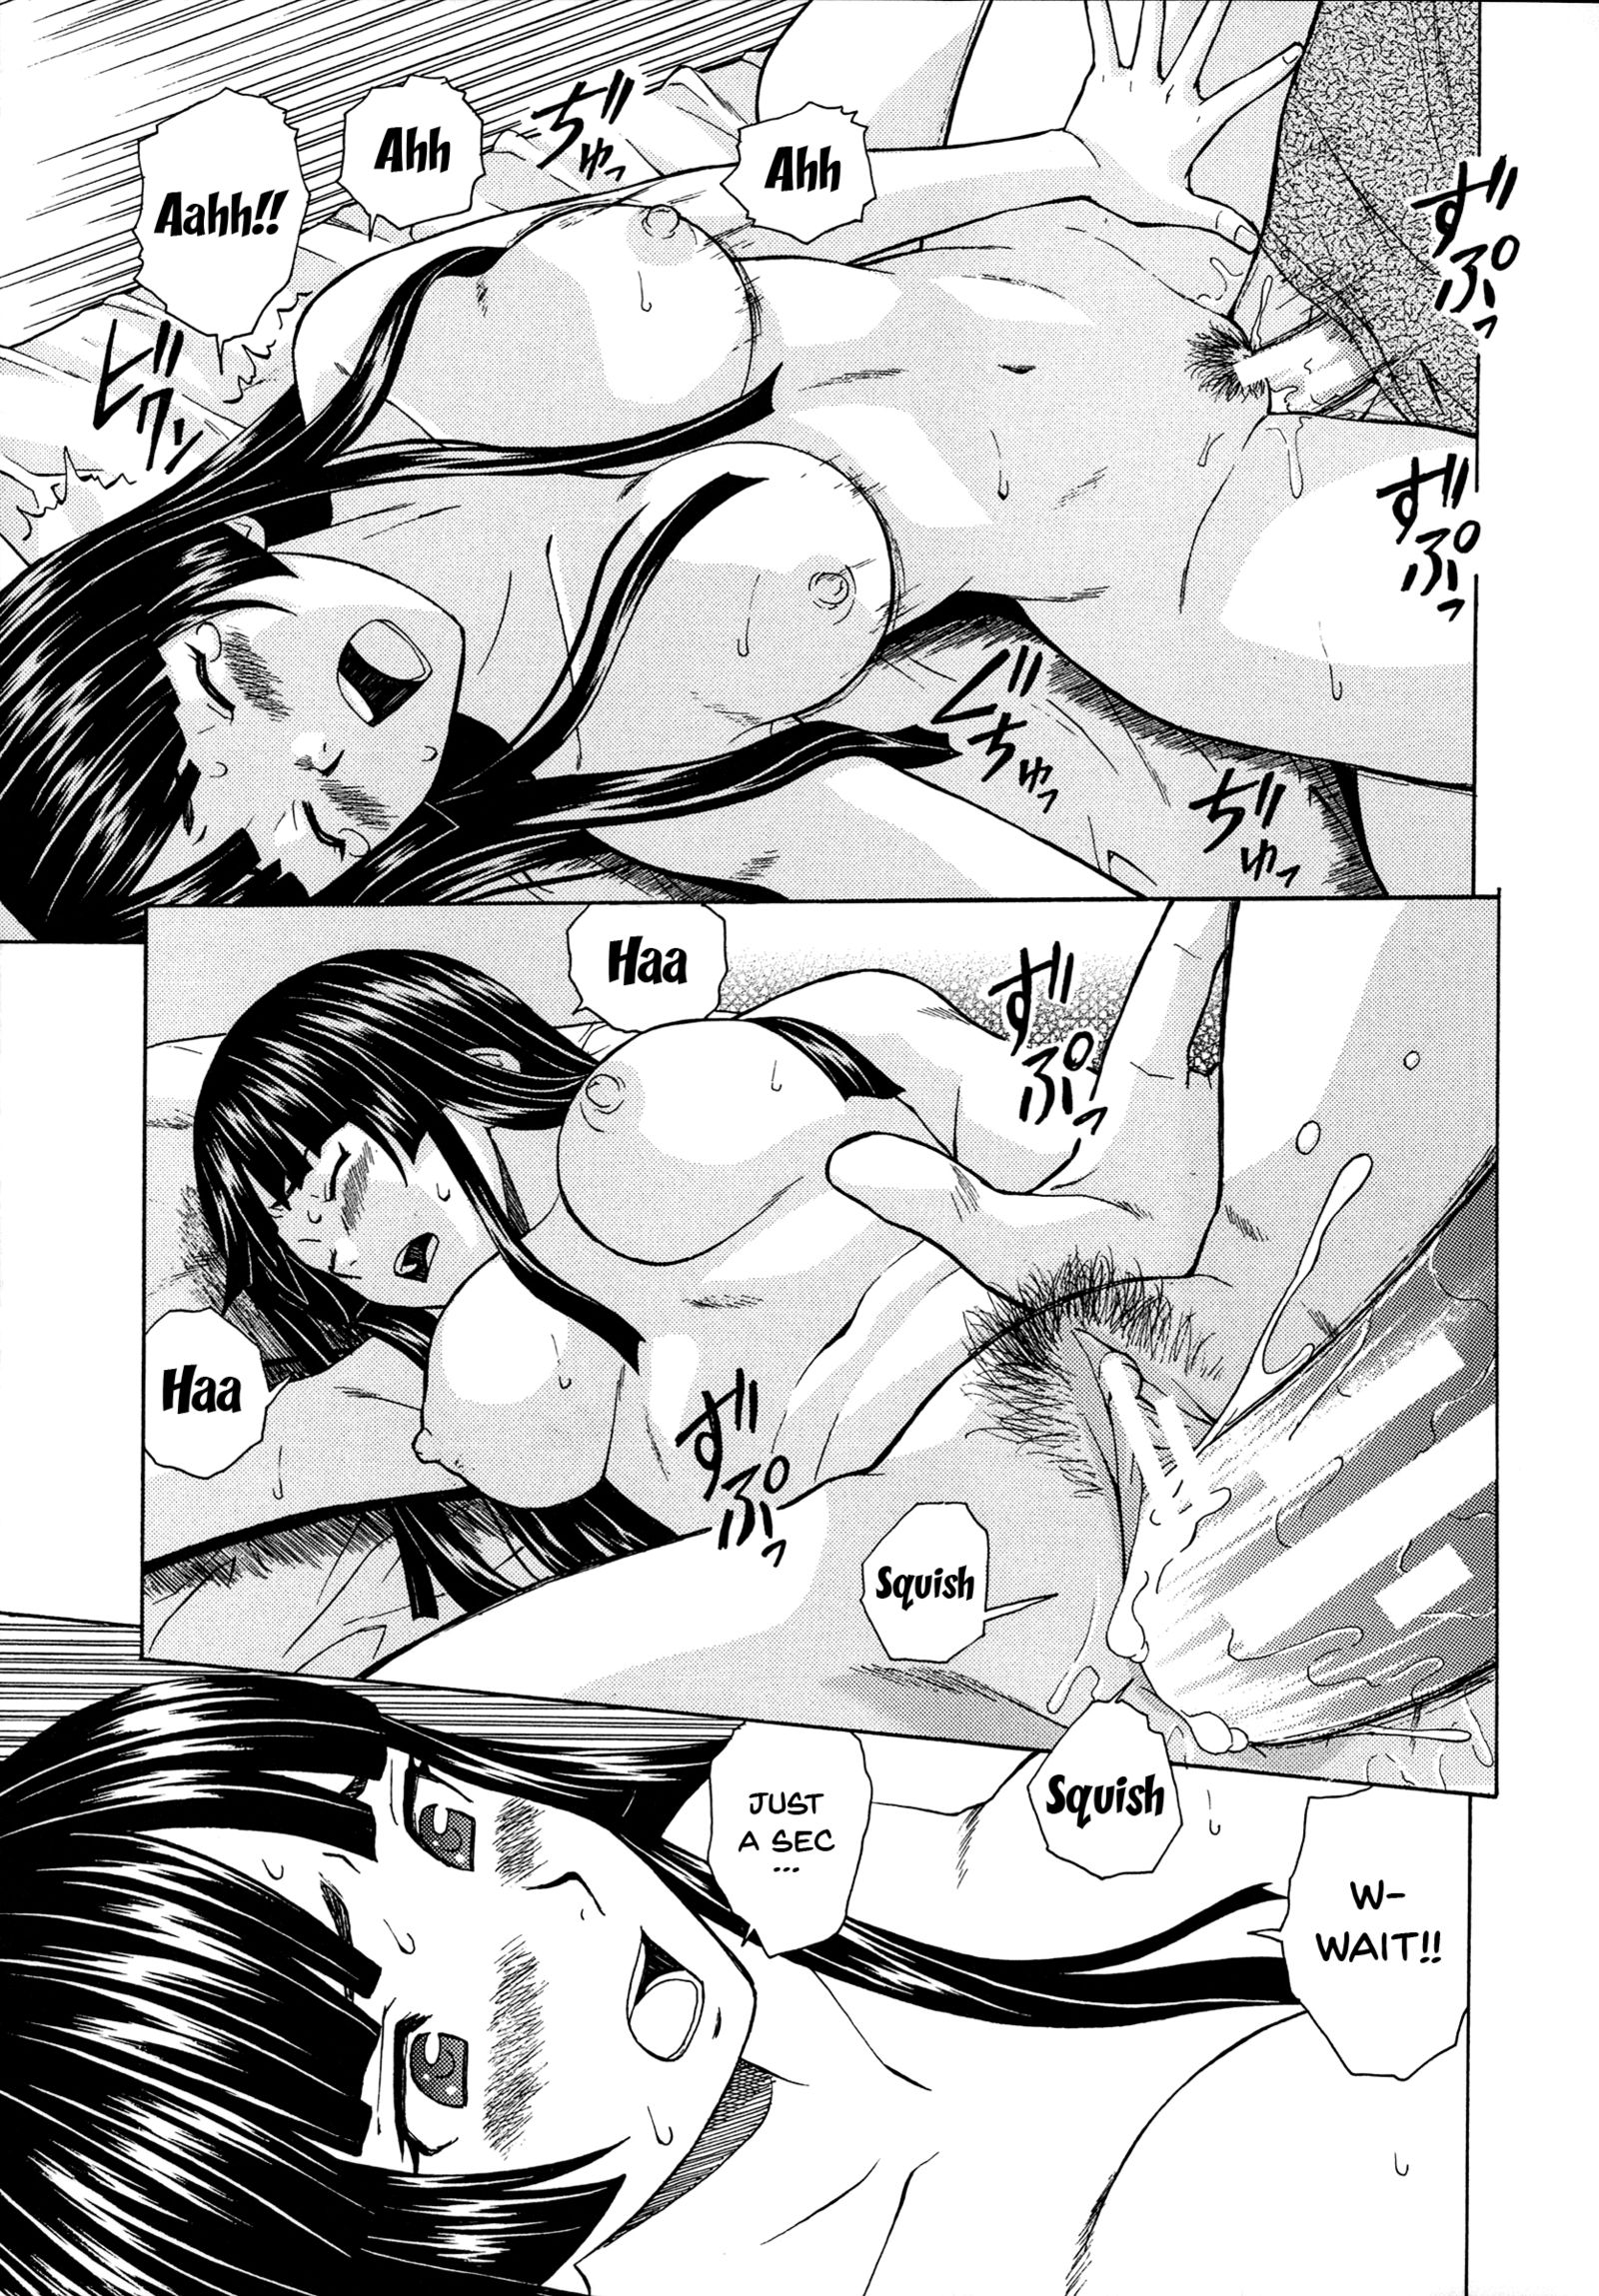 Ahh
ぢゅっ
Ahh
Aahh!!
ビクン
ずぷっ
ずぷっ
ぐちゅっ
ぢゅっ
Haa
ずぷっ
Haa
ずぷっ
Squish
Squish
W-
WAIT!!
JUST
A SEC
...